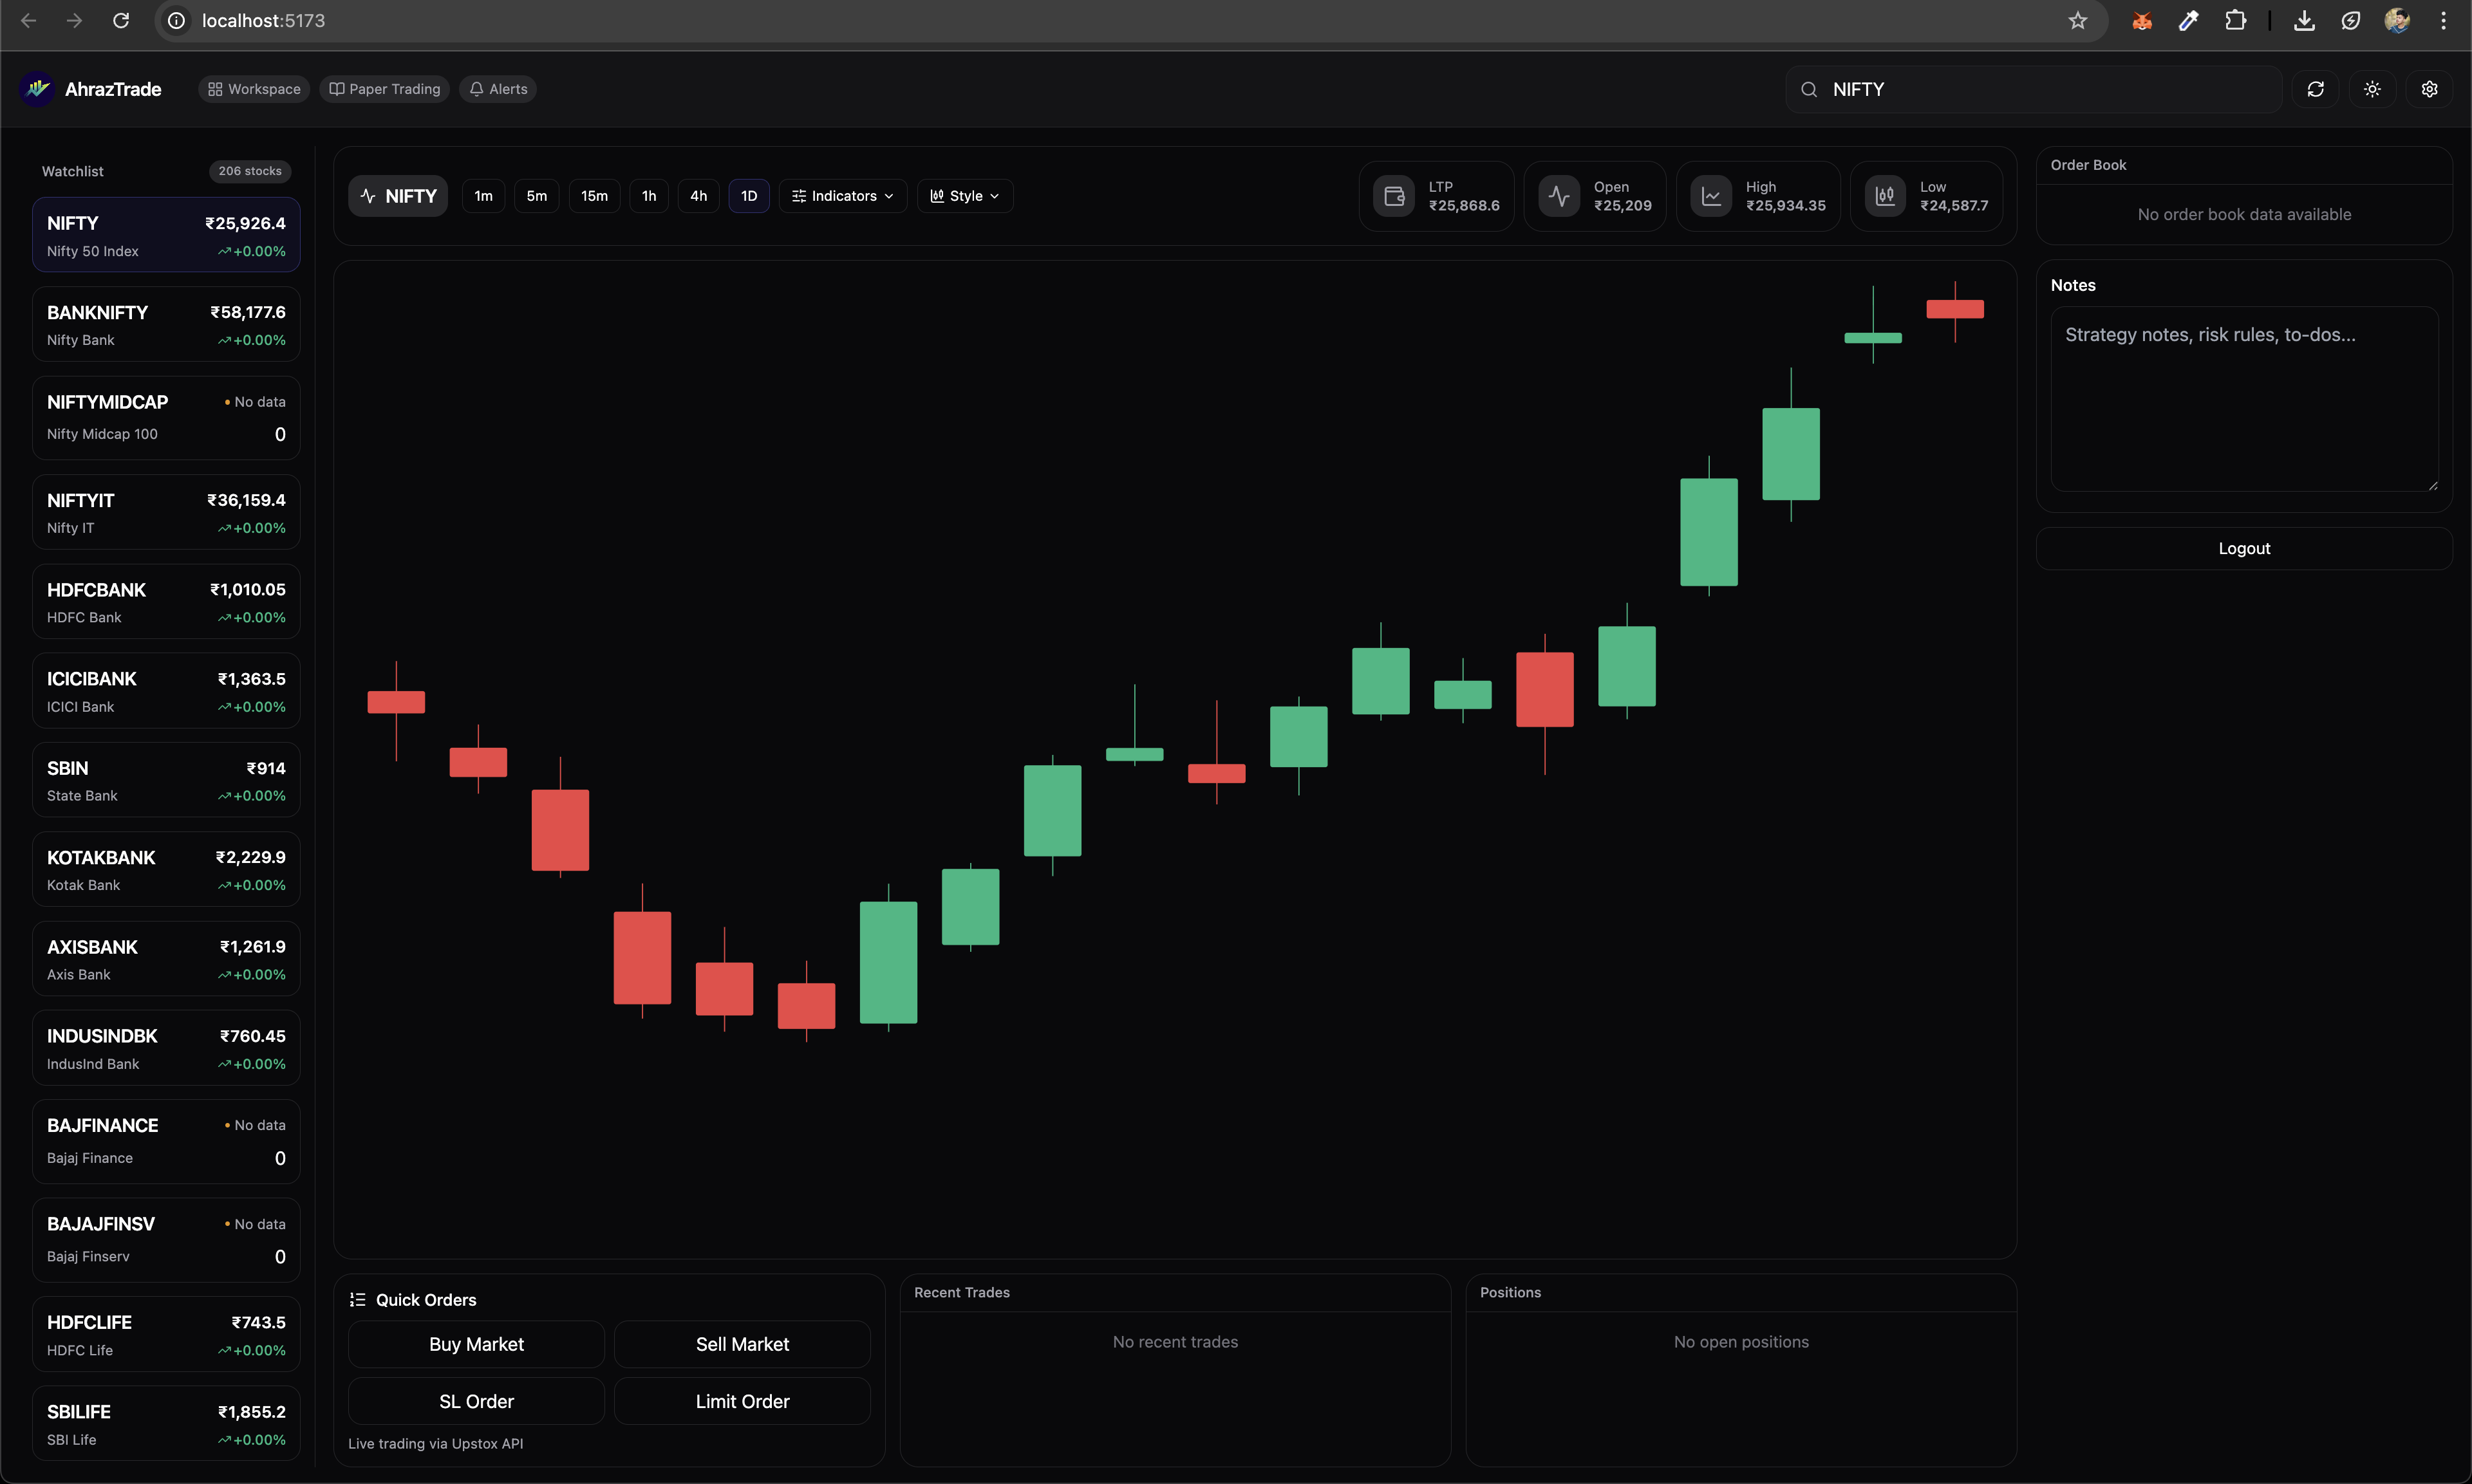 localhost:5173
AhrazTrade
Workspace
Paper Trading
Alerts
NIFTY
Watchlist
206 stocks
NIFTY
₹25,926.4
Nifty 50 Index
+0.00%
BANKNIFTY
₹58,177.6
Nifty Bank
+0.00%
NIFTYMIDCAP
• No data
Nifty Midcap 100
0
NIFTYIT
₹36,159.4
Nifty IT
+0.00%
HDFCBANK
₹1,010.05
HDFC Bank
+0.00%
ICICIBANK
₹1,363.5
ICICI Bank
+0.00%
SBIN
₹914
State Bank
+0.00%
KOTAKBANK
₹2,229.9
Kotak Bank
+0.00%
AXISBANK
₹1,261.9
Axis Bank
+0.00%
INDUSINDBK
₹760.45
IndusInd Bank
+0.00%
BAJFINANCE
• No data
Bajaj Finance
0
BAJAJFINSV
• No data
Bajaj Finserv
0
HDFCLIFE
₹743.5
HDFC Life
+0.00%
SBILIFE
₹1,855.2
SBI Life
+0.00%
NIFTY
1m
5m
15m
1h
4h
1D
Indicators
Style
LTP
₹25,868.6
Open
₹25,209
High
₹25,934.35
Low
₹24,587.7
Quick Orders
Buy Market
Sell Market
SL Order
Limit Order
Live trading via Upstox API
Recent Trades
No recent trades
Positions
No open positions
Order Book
No order book data available
Notes
Strategy notes, risk rules, to-dos...
Logout